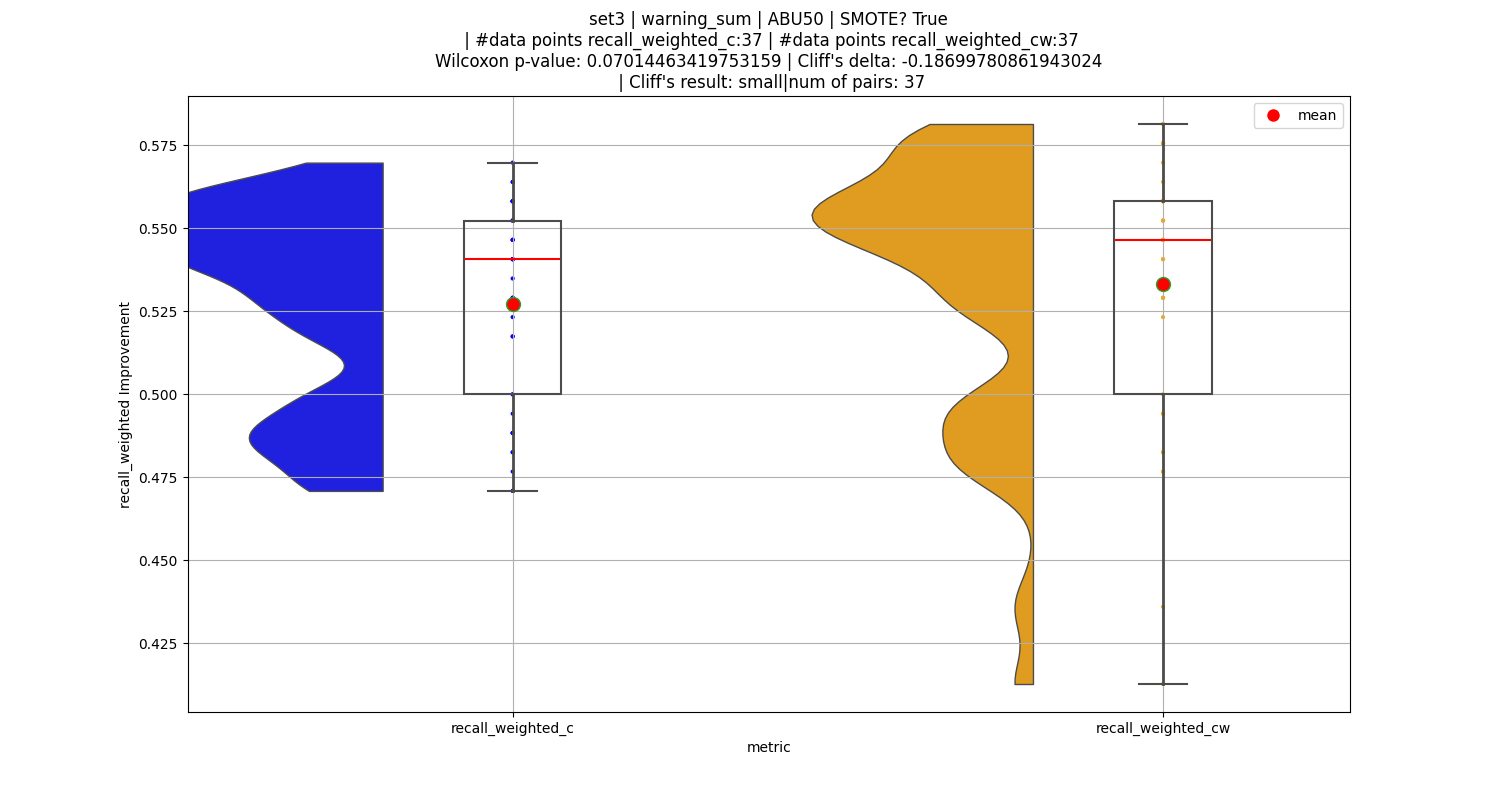 set3 | warning_sum | ABU50 | SMOTE? True
| #data points recall_weighted_c:37 | #data points recall_weighted_cw:37
Wilcoxon p-value: 0.07014463419753159 | Cliff's delta: -0.18699780861943024
| Cliff's result: small|num of pairs: 37
mean
0.575
0.550
0.525
0.500
0.475
0.450
0.425
recall_weighted Improvement
recall_weighted_c
recall_weighted_cw
metric